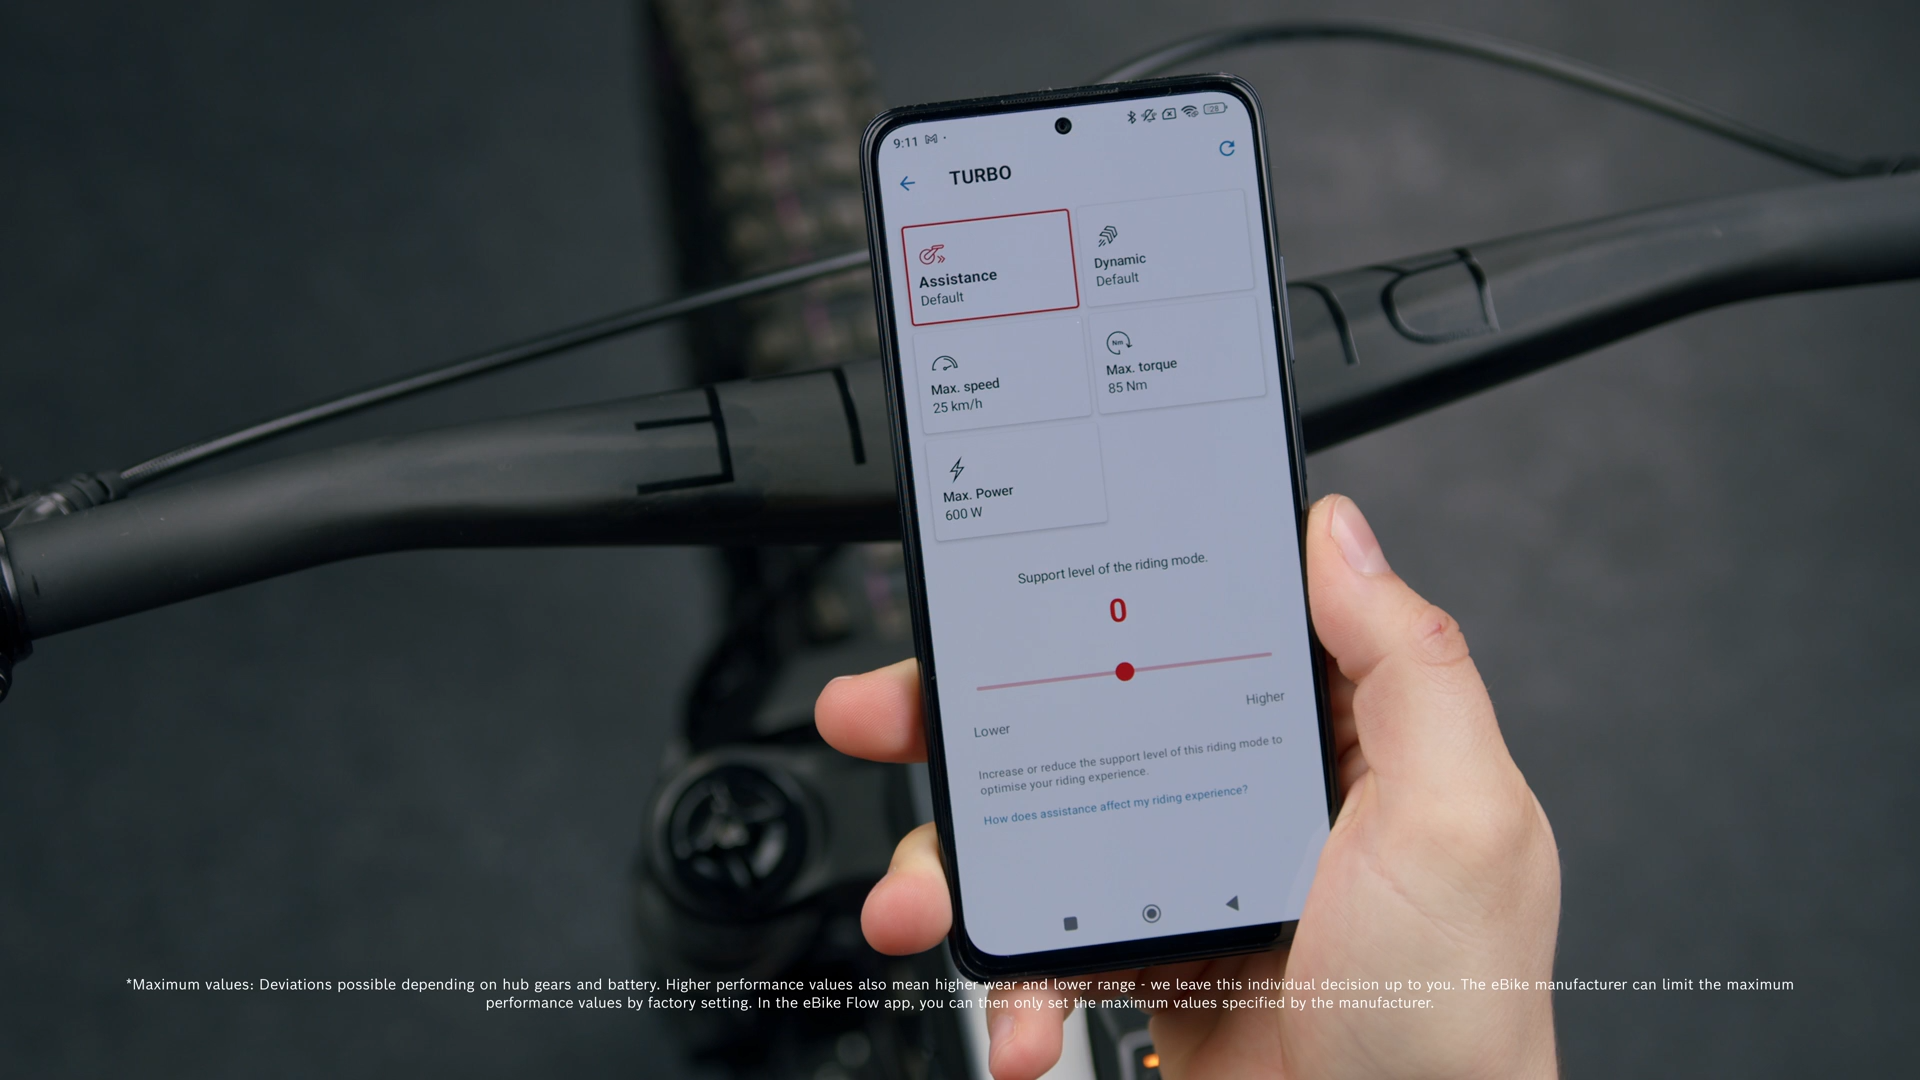 9:11
28
TURBO
Assistance
Default
Dynamic
Default
Max. speed
25 km/h
Nm
Max. torque
85 Nm
Max. Power
600 W
Support level of the riding mode.
0
Higher
Lower
Increase or reduce the support level of this riding mode to
optimise your riding experience.
How does assistance affect my riding experience?
*Maximum values: Deviations possible depending on hub gears and battery. Higher performance values also mean higher wear and lower range - we leave this individual decision up to you. The eBike manufacturer can limit the maximum
performance values by factory setting. In the eBike Flow app, you can then only set the maximum values specified by the manufacturer.